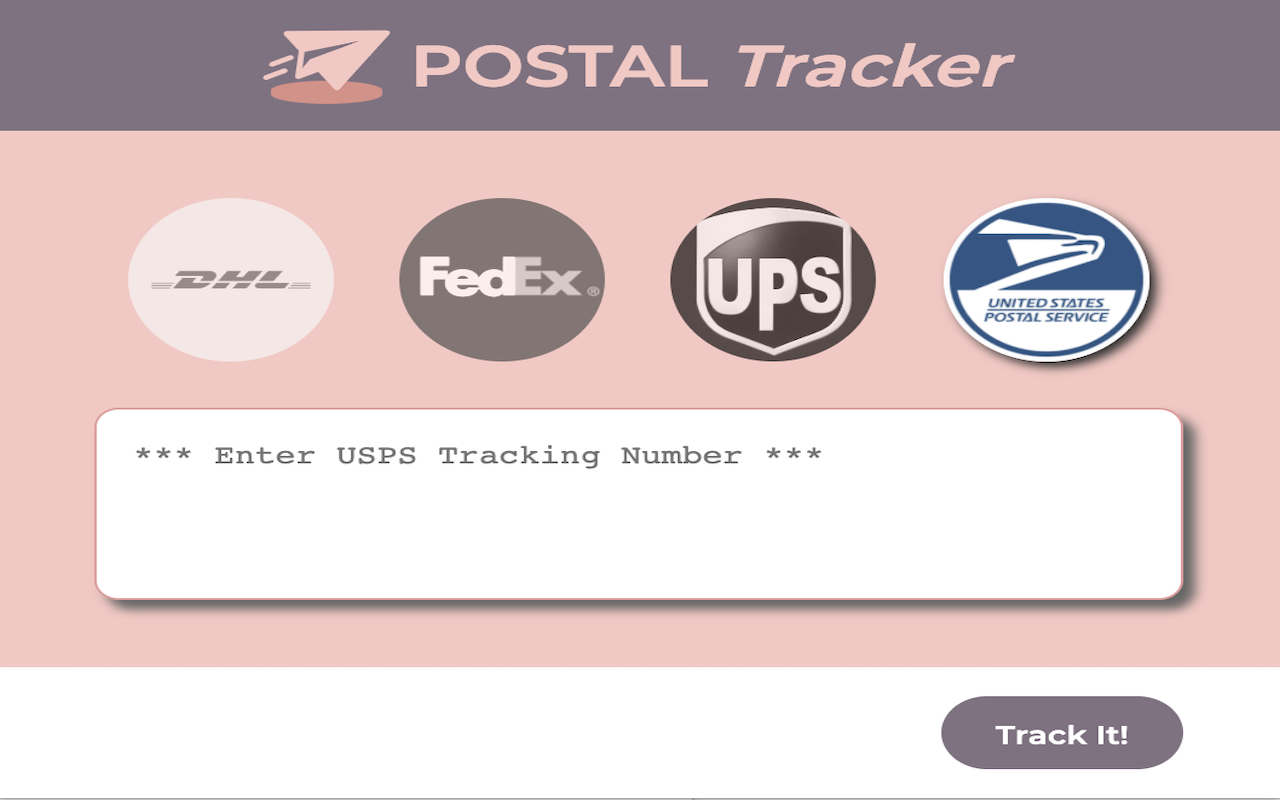 POSTAL Tracker
DHL
FedEx®
UPS
UNITED STATES
POSTAL SERVICE
*** Enter USPS Tracking Number ***
Track It!